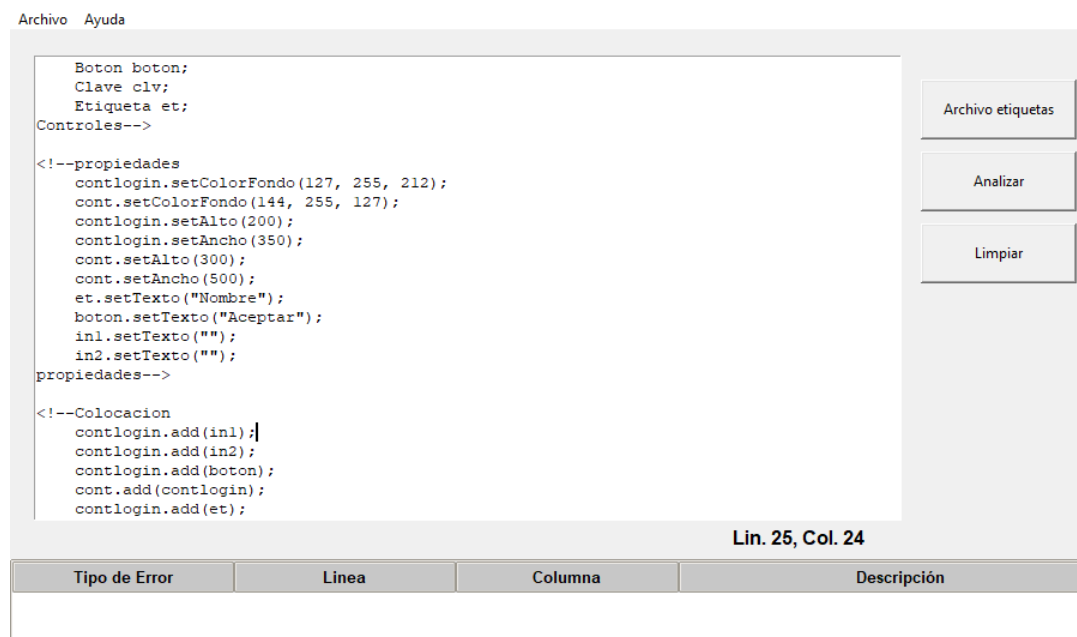 Archivo Ayuda
Boton boton;
Clave clv;
Etiqueta et;
Controles-->
<!--propiedades
contlogin.setColorFondo(127, 255, 212);
cont.setColorFondo(144, 255, 127);
contlogin.setAlto(200);
contlogin.setAncho(350);
cont.setAlto(300);
cont.setAncho(500);
et.setTexto("Nombre");
boton.setTexto("Aceptar");
in1.setTexto("");
in2.setTexto("");
propiedades-->
<!--Colocacion
contlogin.add(in1);
contlogin.add(in2);
contlogin.add(boton);
cont.add(contlogin);
contlogin.add(et);
Archivo etiquetas
Analizar
Limpiar
Lin. 25, Col. 24
Tipo de Error Linea Columna Descripción